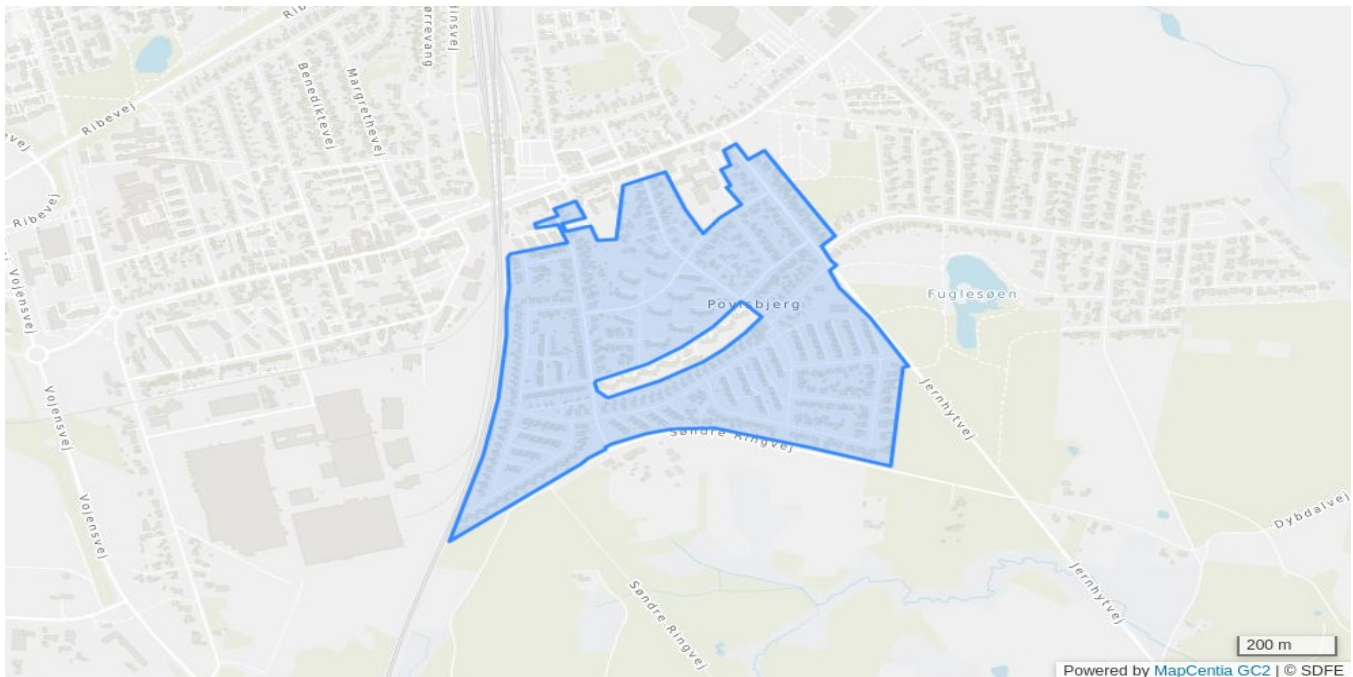 Ribevej
Benediktevej
Margrethevej
Ribevej
Vojensvej
Fuglesøen
Povlsbjerg
Vojensvej
Jernhytvej
Søndre Ringvej
Vojensvej
Dybdalvej
Jernhytvej
Søndre Ringvej
200 m
Powered by MapCentia GC2 | © SDFE